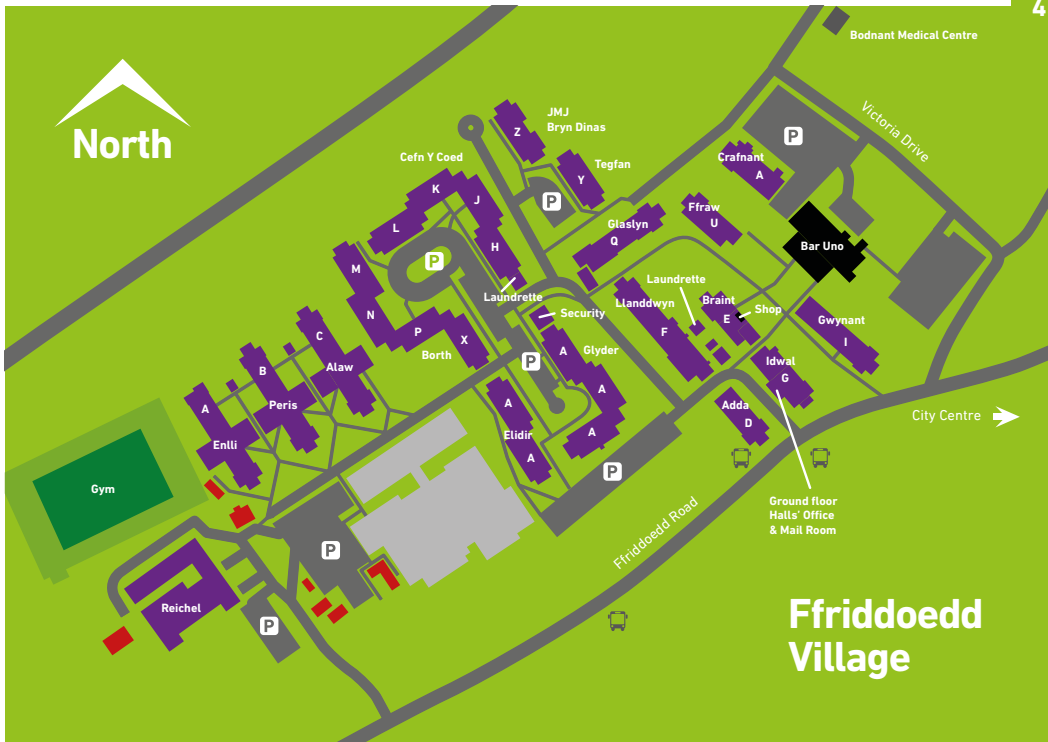 4
Bodnant Medical Centre
North
JMJ
Bryn Dinas
Z
Victoria Drive
P
Cefn Y Coed
Tegfan
Crafnant
A
K
Y
J
P
Ffraw
U
L
Glaslyn
Q
H
Bar Uno
P
M
Laundrette
Laundrette
Llanddwyn
Braint
Shop
E
Security
N
F
Gwynant
I
C
P
X
Borth
A
Glyder
P
Alaw
B
Idwal
G
A
Peris
A
Adda
D
A
Elidir
A
City Centre
A
Enlli
P
Gym
Ground floor
Halls' Office
& Mail Room
Ffriddoedd Road
P
Reichel
P
Ffriddoedd
Village